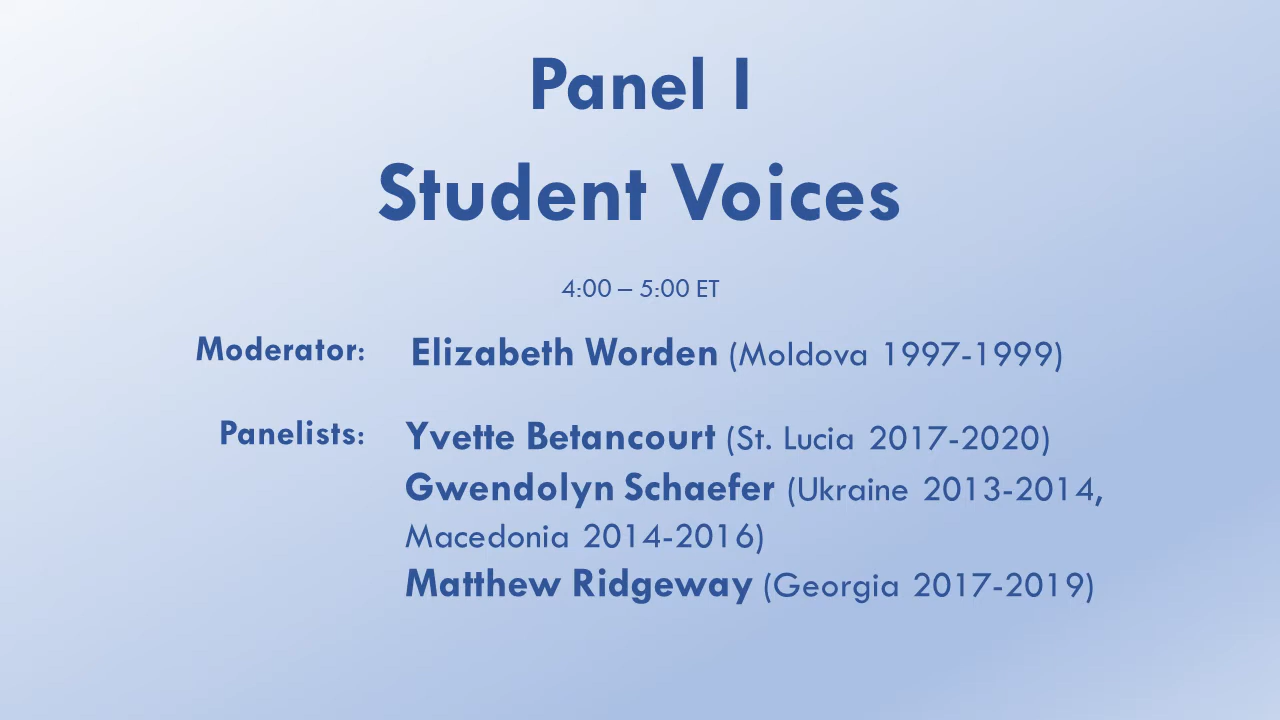 Panel I
Student Voices
4:00 – 5:00 ET
Moderator: Elizabeth Worden (Moldova 1997-1999)
Panelists: Yvette Betancourt (St. Lucia 2017-2020)
Gwendolyn Schaefer (Ukraine 2013-2014,
Macedonia 2014-2016)
Matthew Ridgeway (Georgia 2017-2019)